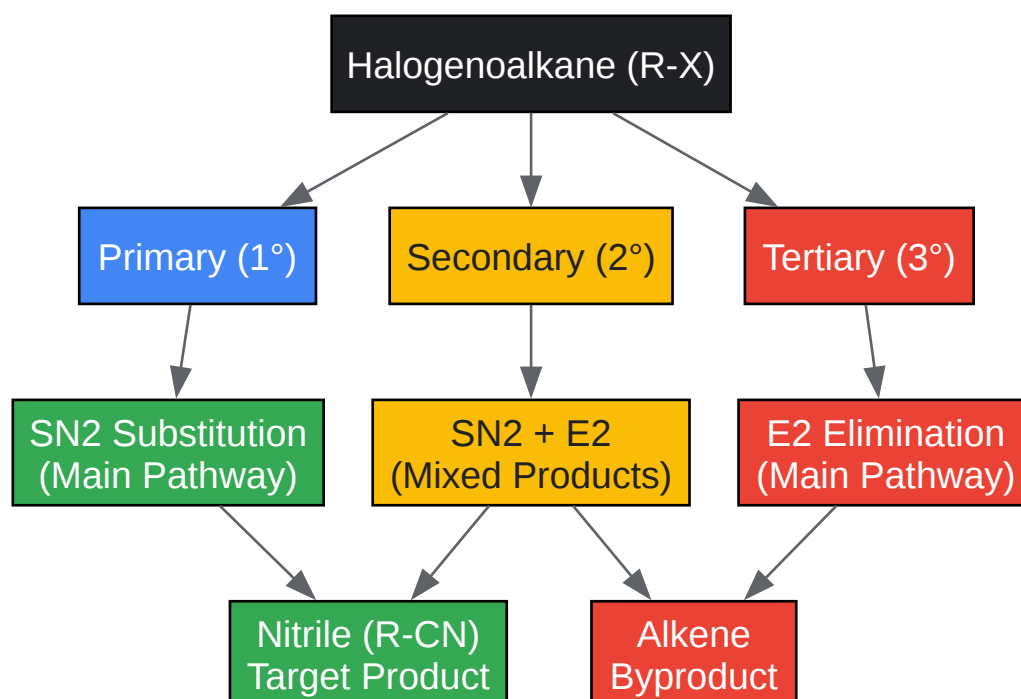 Halogenoalkane (R-X)
Primary (1°)
Secondary (2°)
Tertiary (3°)
SN2 Substitution
(Main Pathway)
SN2 + E2
(Mixed Products)
E2 Elimination
(Main Pathway)
Nitrile (R-CN)
Target Product
Alkene
Byproduct